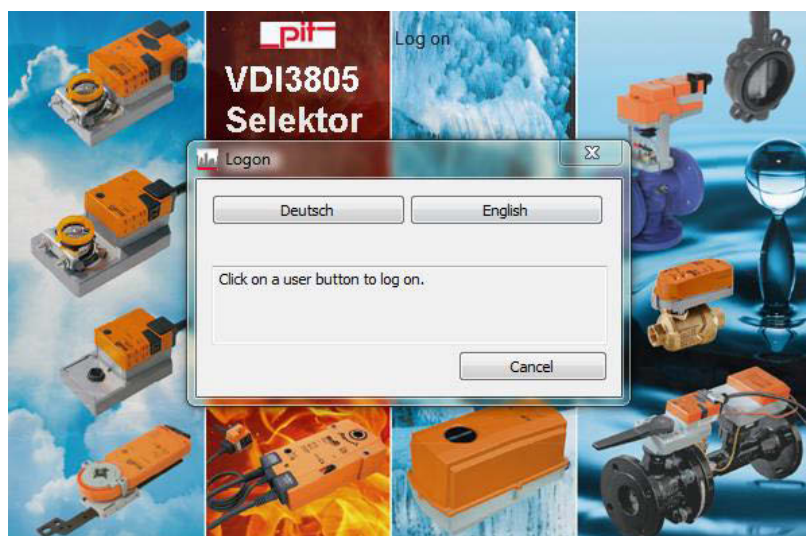 pit
Log on
VDI3805
Selektor
Logon
Deutsch
English
Click on a user button to log on.
Cancel